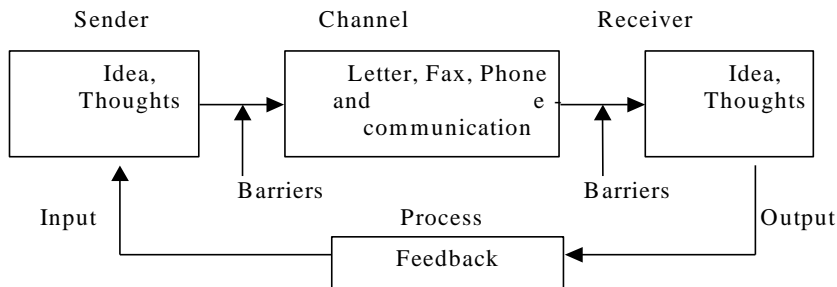 Sender Channel Receiver
Idea,
Thoughts
Letter, Fax, Phone
and e -
communication
Idea,
Thoughts
Barriers Barriers
Input Process Output
Feedback